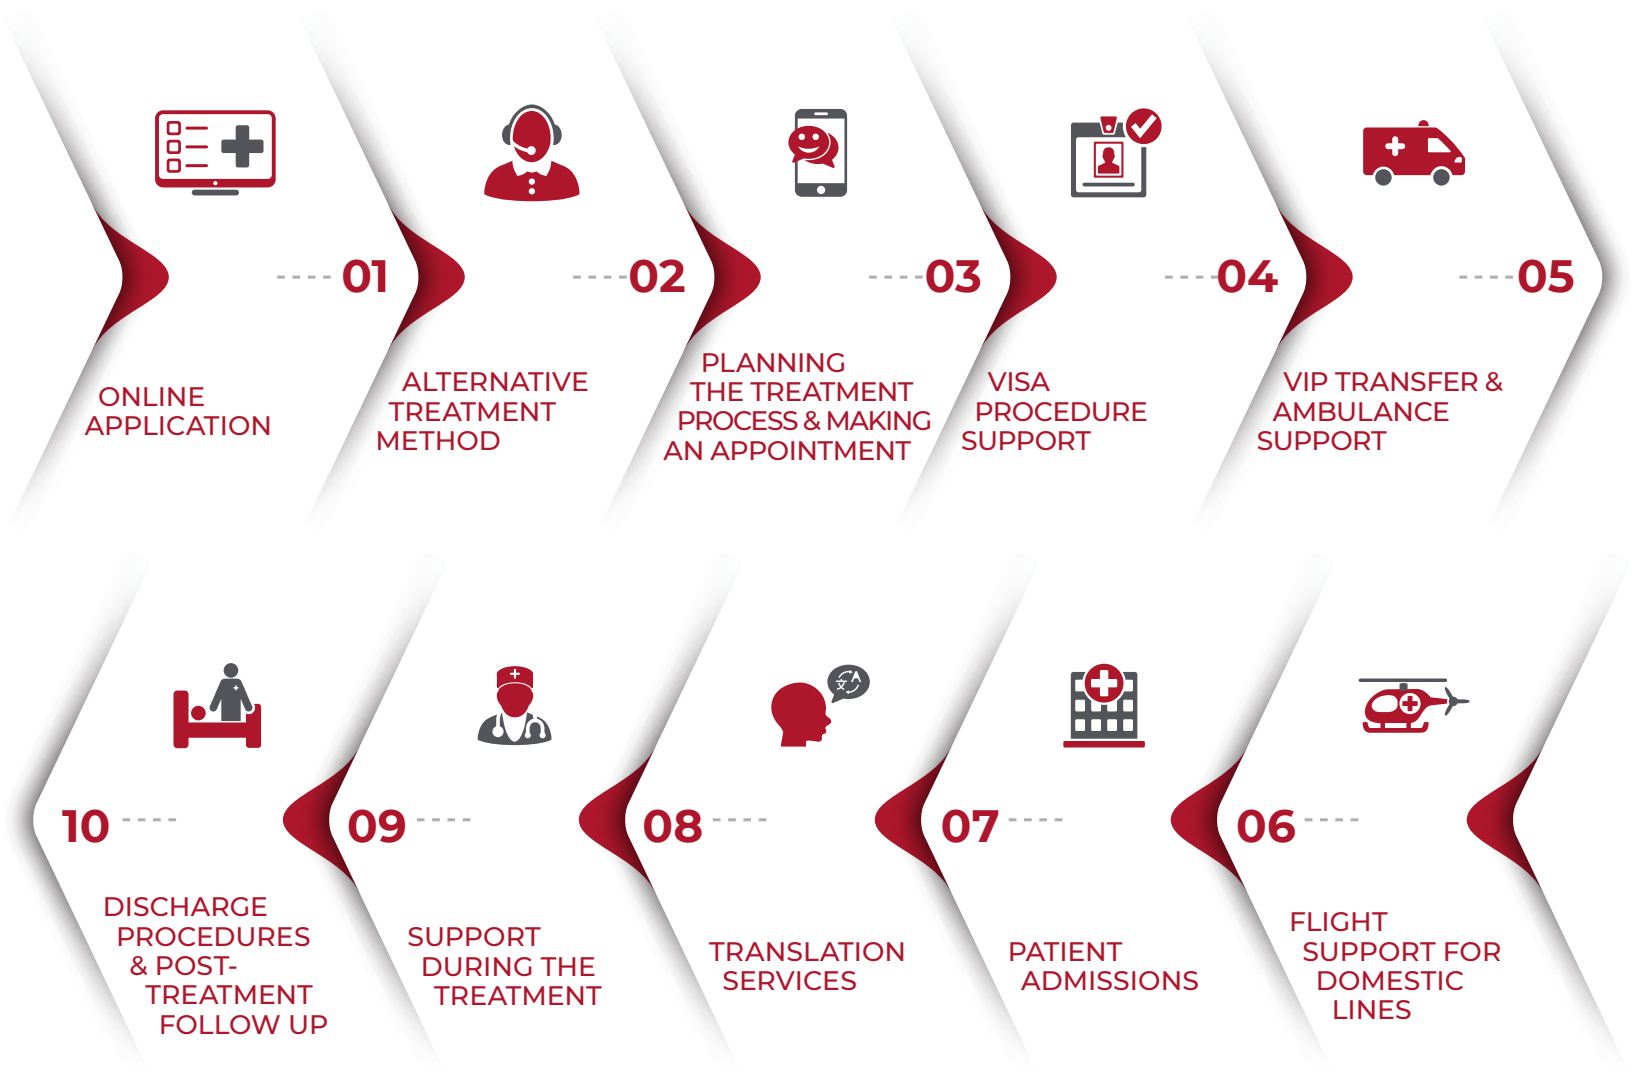 01
ONLINE
APPLICATION
02
ALTERNATIVE
TREATMENT
METHOD
03
PLANNING
THE TREATMENT
PROCESS & MAKING
AN APPOINTMENT
04
VISA
PROCEDURE
SUPPORT
05
VIP TRANSFER &
AMBULANCE
SUPPORT
06
FLIGHT
SUPPORT FOR
DOMESTIC
LINES
07
PATIENT
ADMISSIONS
文 A
08
TRANSLATION
SERVICES
09
SUPPORT
DURING THE
TREATMENT
10
DISCHARGE
PROCEDURES
& POST-
TREATMENT
FOLLOW UP